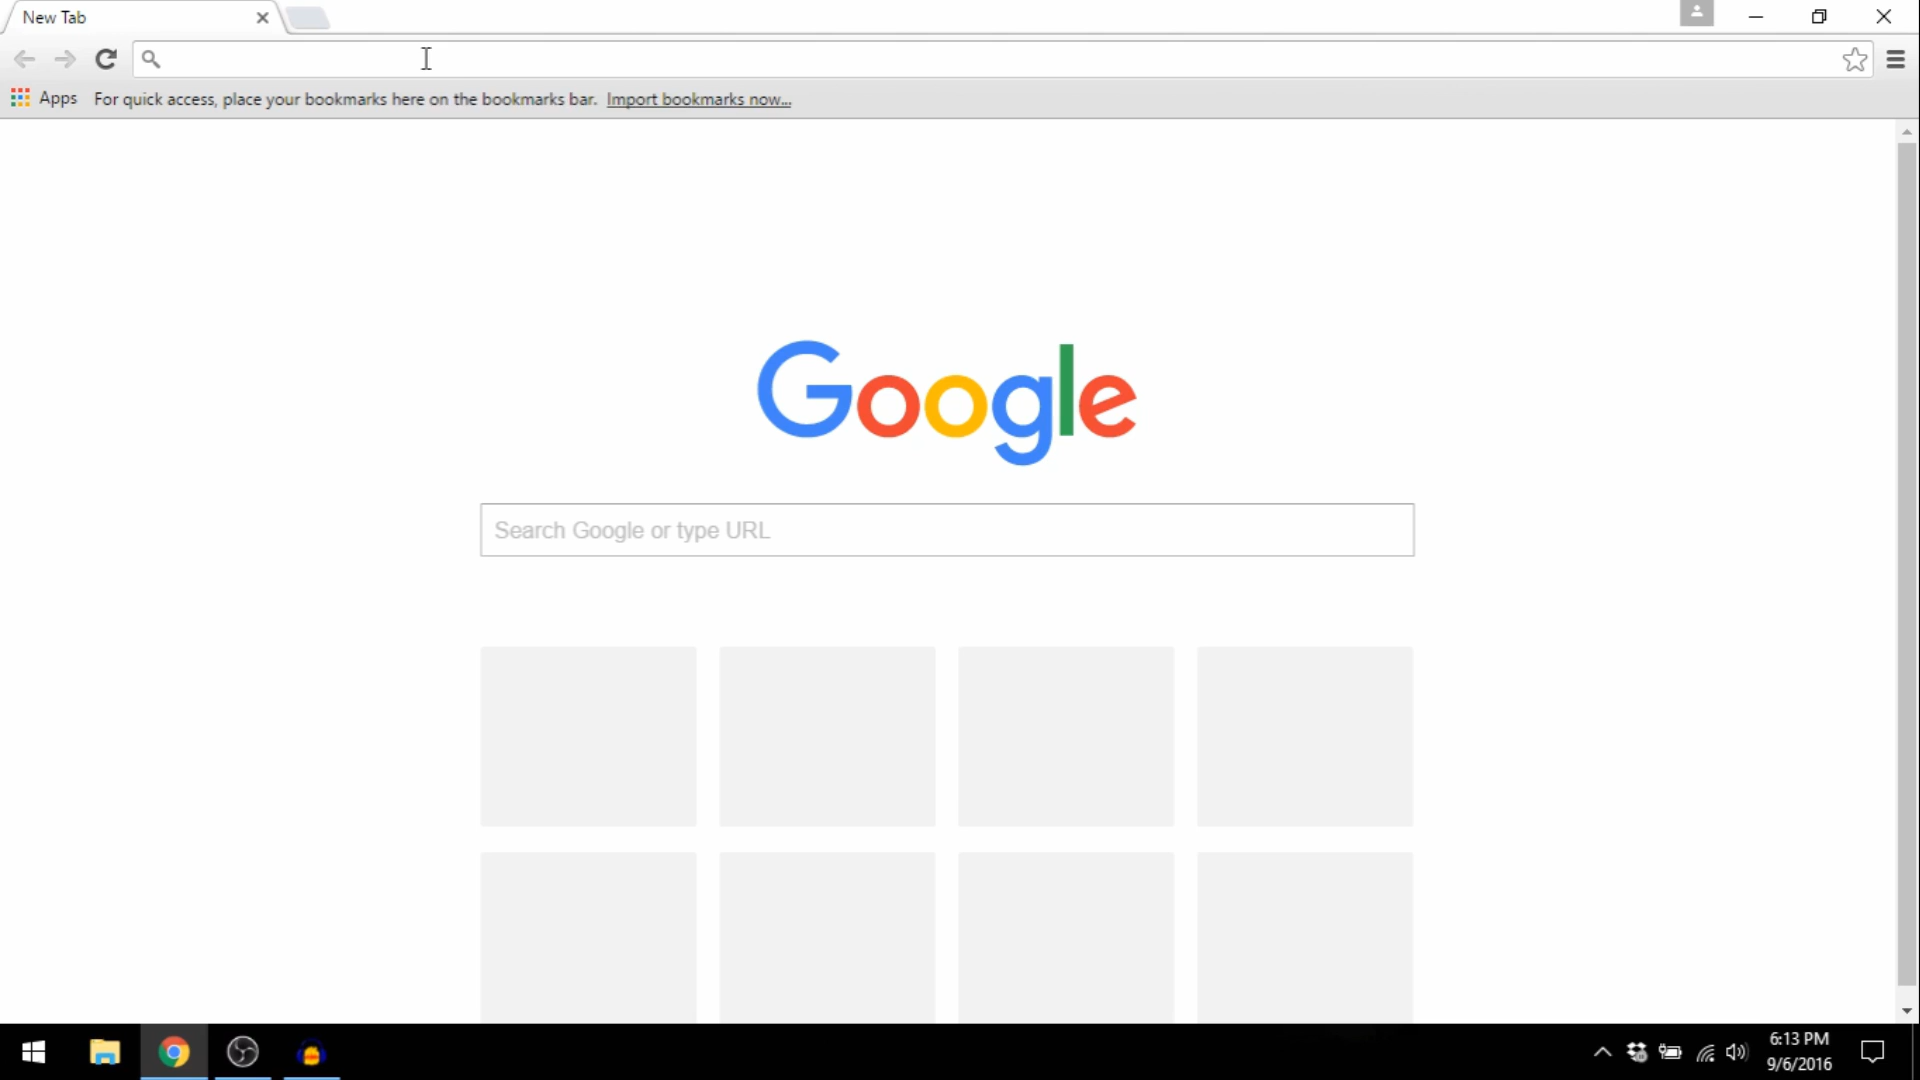 New Tab
Apps For quick access, place your bookmarks here on the bookmarks bar. Import bookmarks now...
Google
Search Google or type URL
6:13 PM
9/6/2016